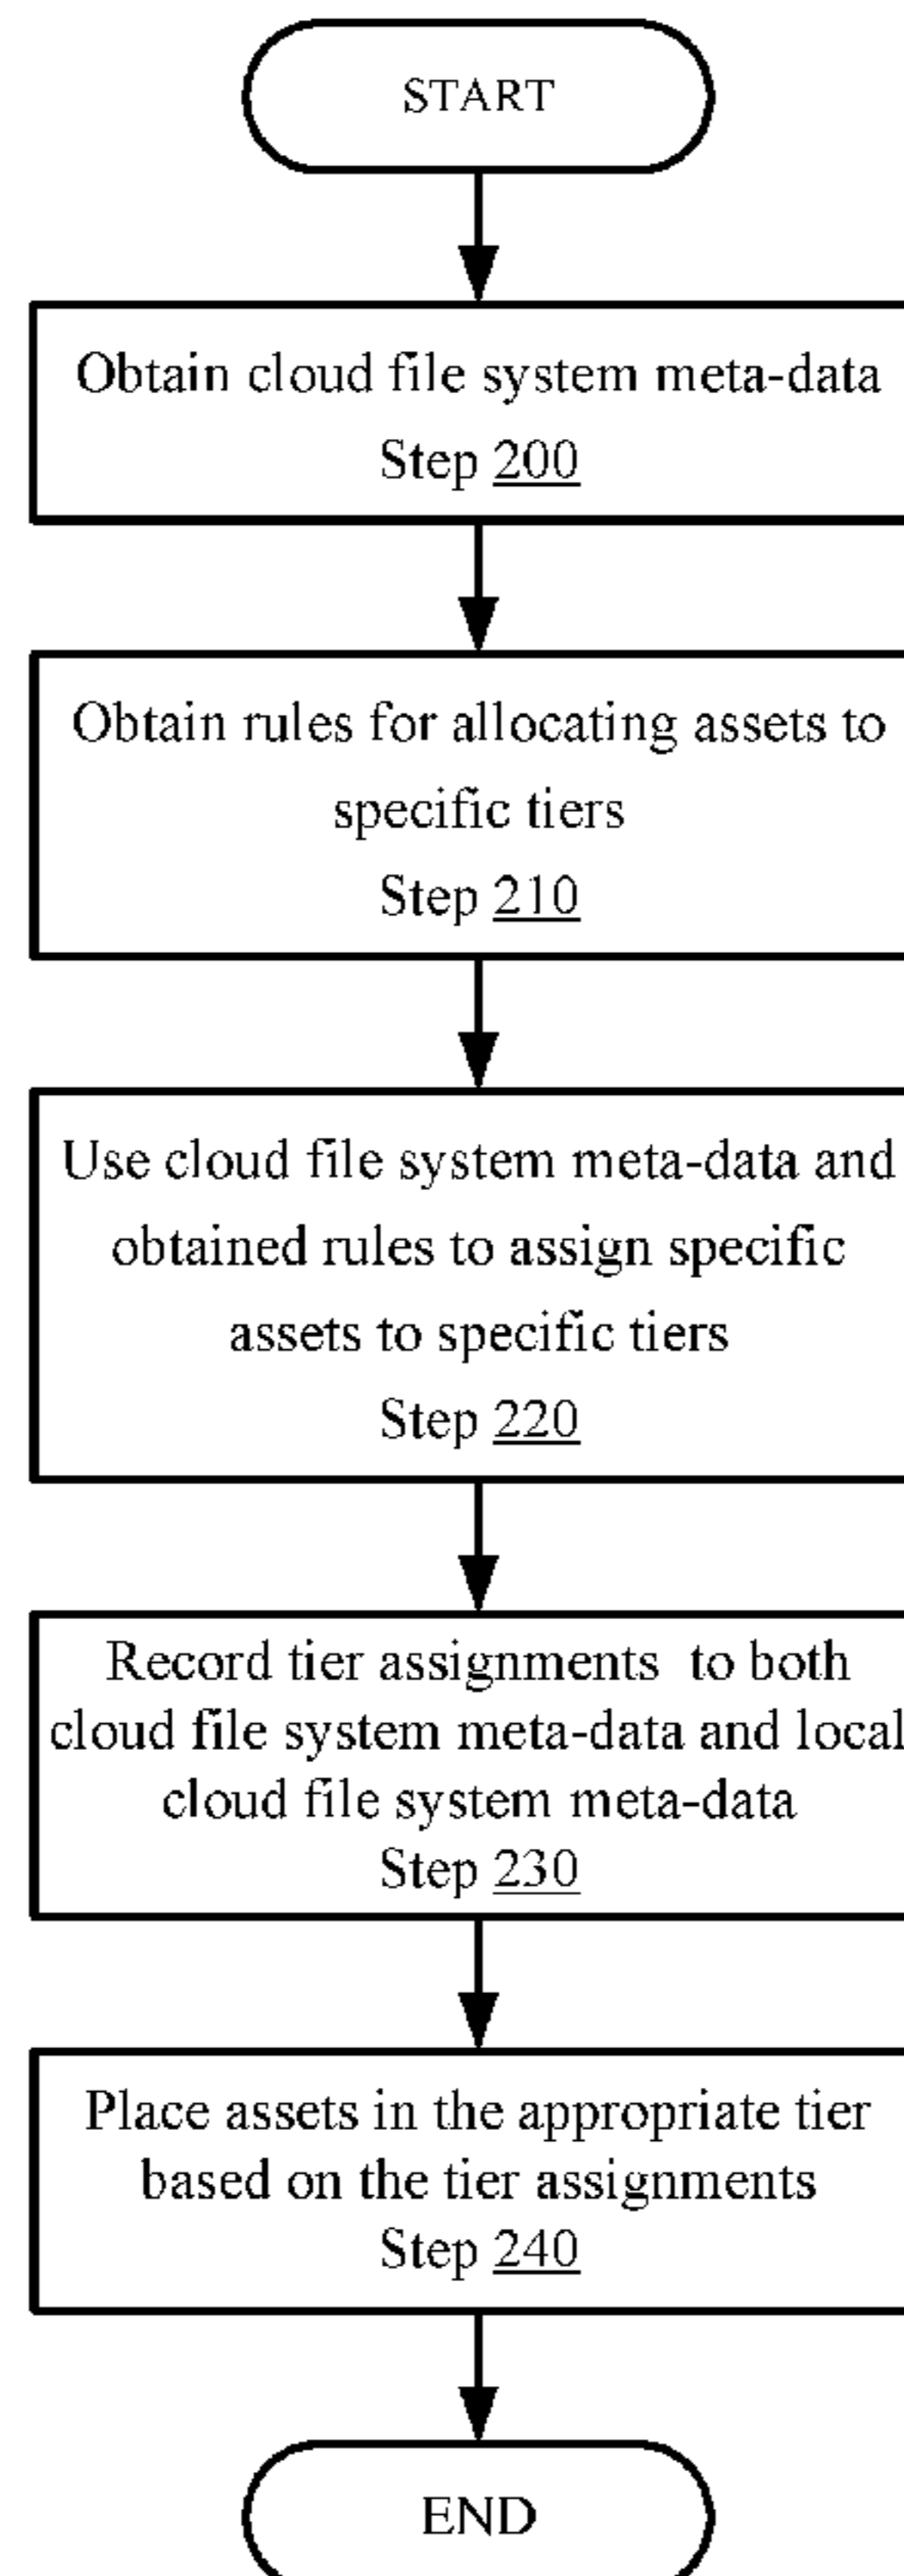 START
Obtain cloud file system meta-data
Step 200
Obtain rules for allocating assets to
specific tiers
Step 210
Use cloud file system meta-data and
obtained rules to assign specific
assets to specific tiers
Step 220
Record tier assignments to both
cloud file system meta-data and local
cloud file system meta-data
Step 230
Place assets in the appropriate tier
based on the tier assignments
Step 240
END